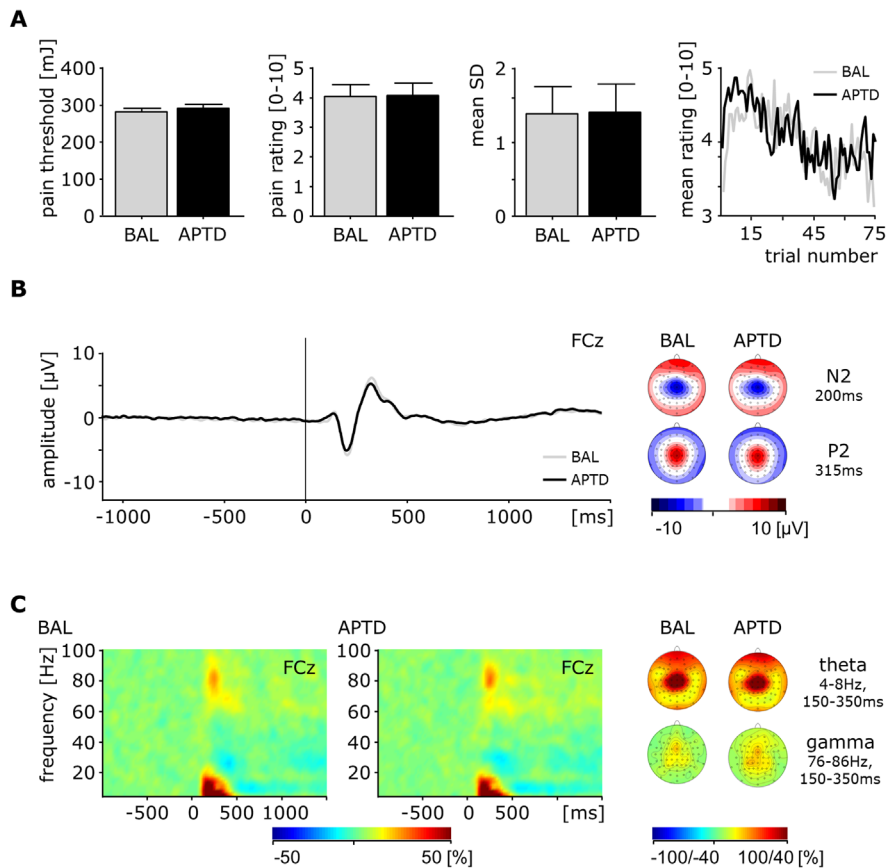 A
pain threshold [mJ]
400
300
200
100
0
BAL APTD
pain rating [0-10]
5
4
3
2
1
0
BAL APTD
mean SD
2
1
0
BAL APTD
mean rating [0-10]
5
4
3
BAL
APTD
15 45 75
trial number
B
amplitude [µV]
10
0
-10
FCz
BAL
APTD
-1000 -500 0 500 1000 [ms]
BAL APTD
N2
200ms
P2
315ms
-10 10 [µV]
C
BAL
frequency [Hz]
100
80
60
40
20
FCz
-500 0 500 1000
APTD
100
80
60
40
20
FCz
-500 0 500 [ms]
-50 50 [%]
BAL APTD
theta
4-8Hz,
150-350ms
gamma
76-86Hz,
150-350ms
-100/-40 100/40 [%]